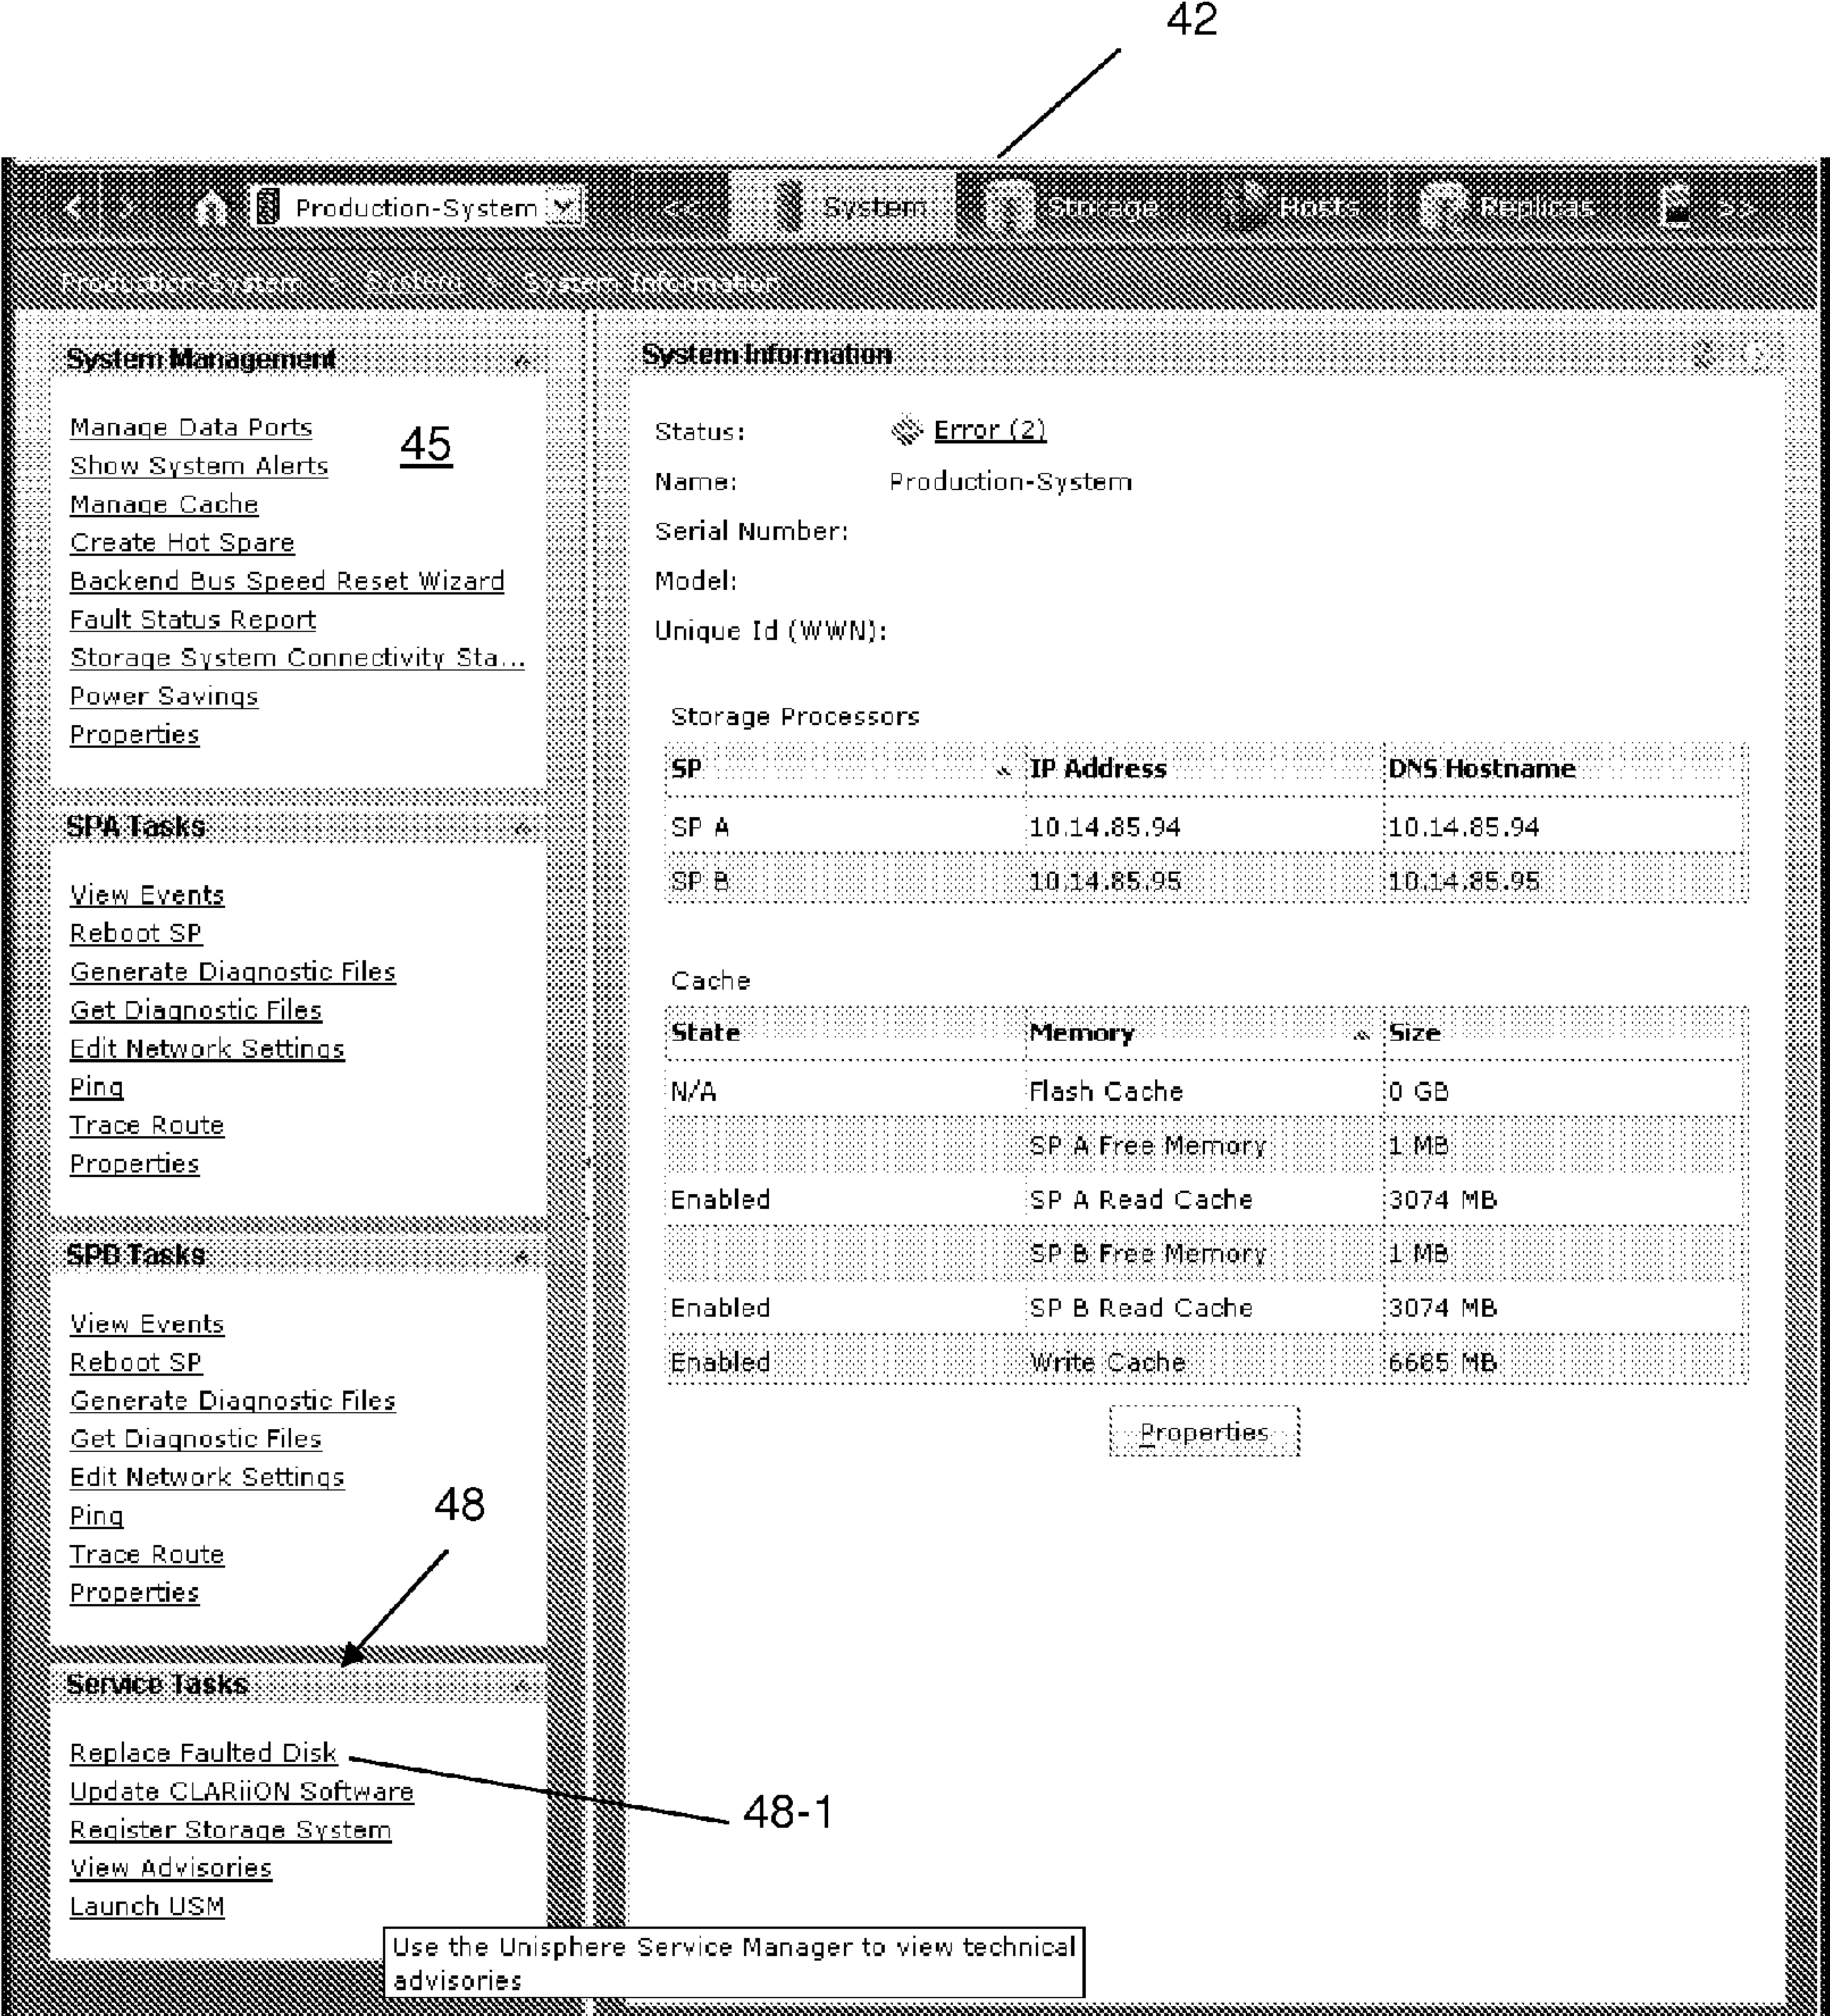 42
Production-System << System Storage Hosts Replicas >>
Production-System > System > System Information
System Management
45
Manage Data Ports
Show System Alerts
Manage Cache
Create Hot Spare
Backend Bus Speed Reset Wizard
Fault Status Report
Storage System Connectivity Sta...
Power Savings
Properties
SPA Tasks
View Events
Reboot SP
Generate Diagnostic Files
Get Diagnostic Files
Edit Network Settings
Ping
Trace Route
Properties
SPB Tasks
View Events
Reboot SP
Generate Diagnostic Files
Get Diagnostic Files
Edit Network Settings
48
Ping
Trace Route
Properties
Service Tasks
Replace Faulted Disk
48-1
Update CLARiiON Software
Register Storage System
View Advisories
Launch USM
Use the Unisphere Service Manager to view technical
advisories
System Information
Status: Error (2)
Name: Production-System
Serial Number:
Model:
Unique Id (WWN):
Storage Processors
SP IP Address DNS Hostname
SP A 10.14.85.94 10.14.85.94
SP B 10.14.85.95 10.14.85.95
Cache
State Memory Size
N/A Flash Cache 0 GB
SP A Free Memory 1 MB
Enabled SP A Read Cache 3074 MB
SP B Free Memory 1 MB
Enabled SP B Read Cache 3074 MB
Enabled Write Cache 6685 MB
Properties